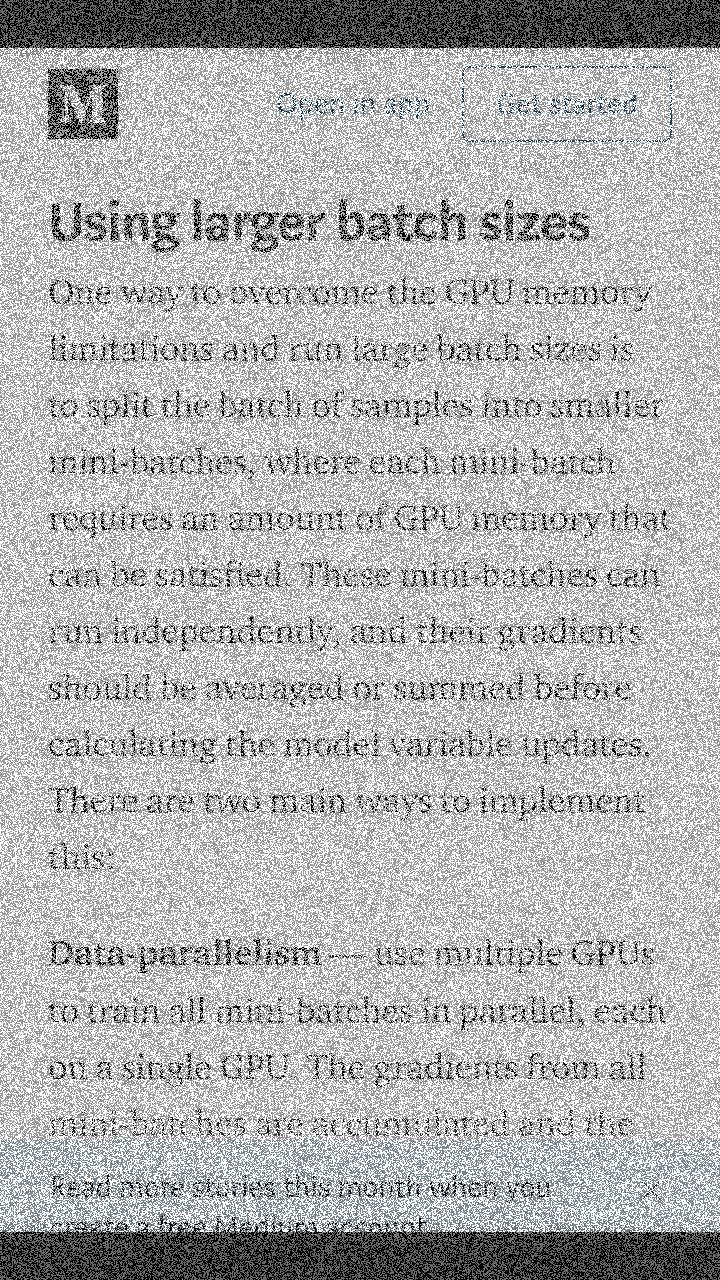 M
Open in app
Get started
Using larger batch sizes
One way to overcome the GPU memory
limitations and run large batch sizes is
to split the batch of samples into smaller
mini-batches, where each mini-batch
requires an amount of GPU memory that
can be satisfied. These mini-batches can
run independently, and their gradients
should be averaged or summed before
calculating the model variable updates.
There are two main ways to implement
this:
Data-parallelism — use multiple GPUs
to train all mini-batches in parallel, each
on a single GPU. The gradients from all
mini-batches are accumulated and the
Read more stories this month when you
create a free Medium account.